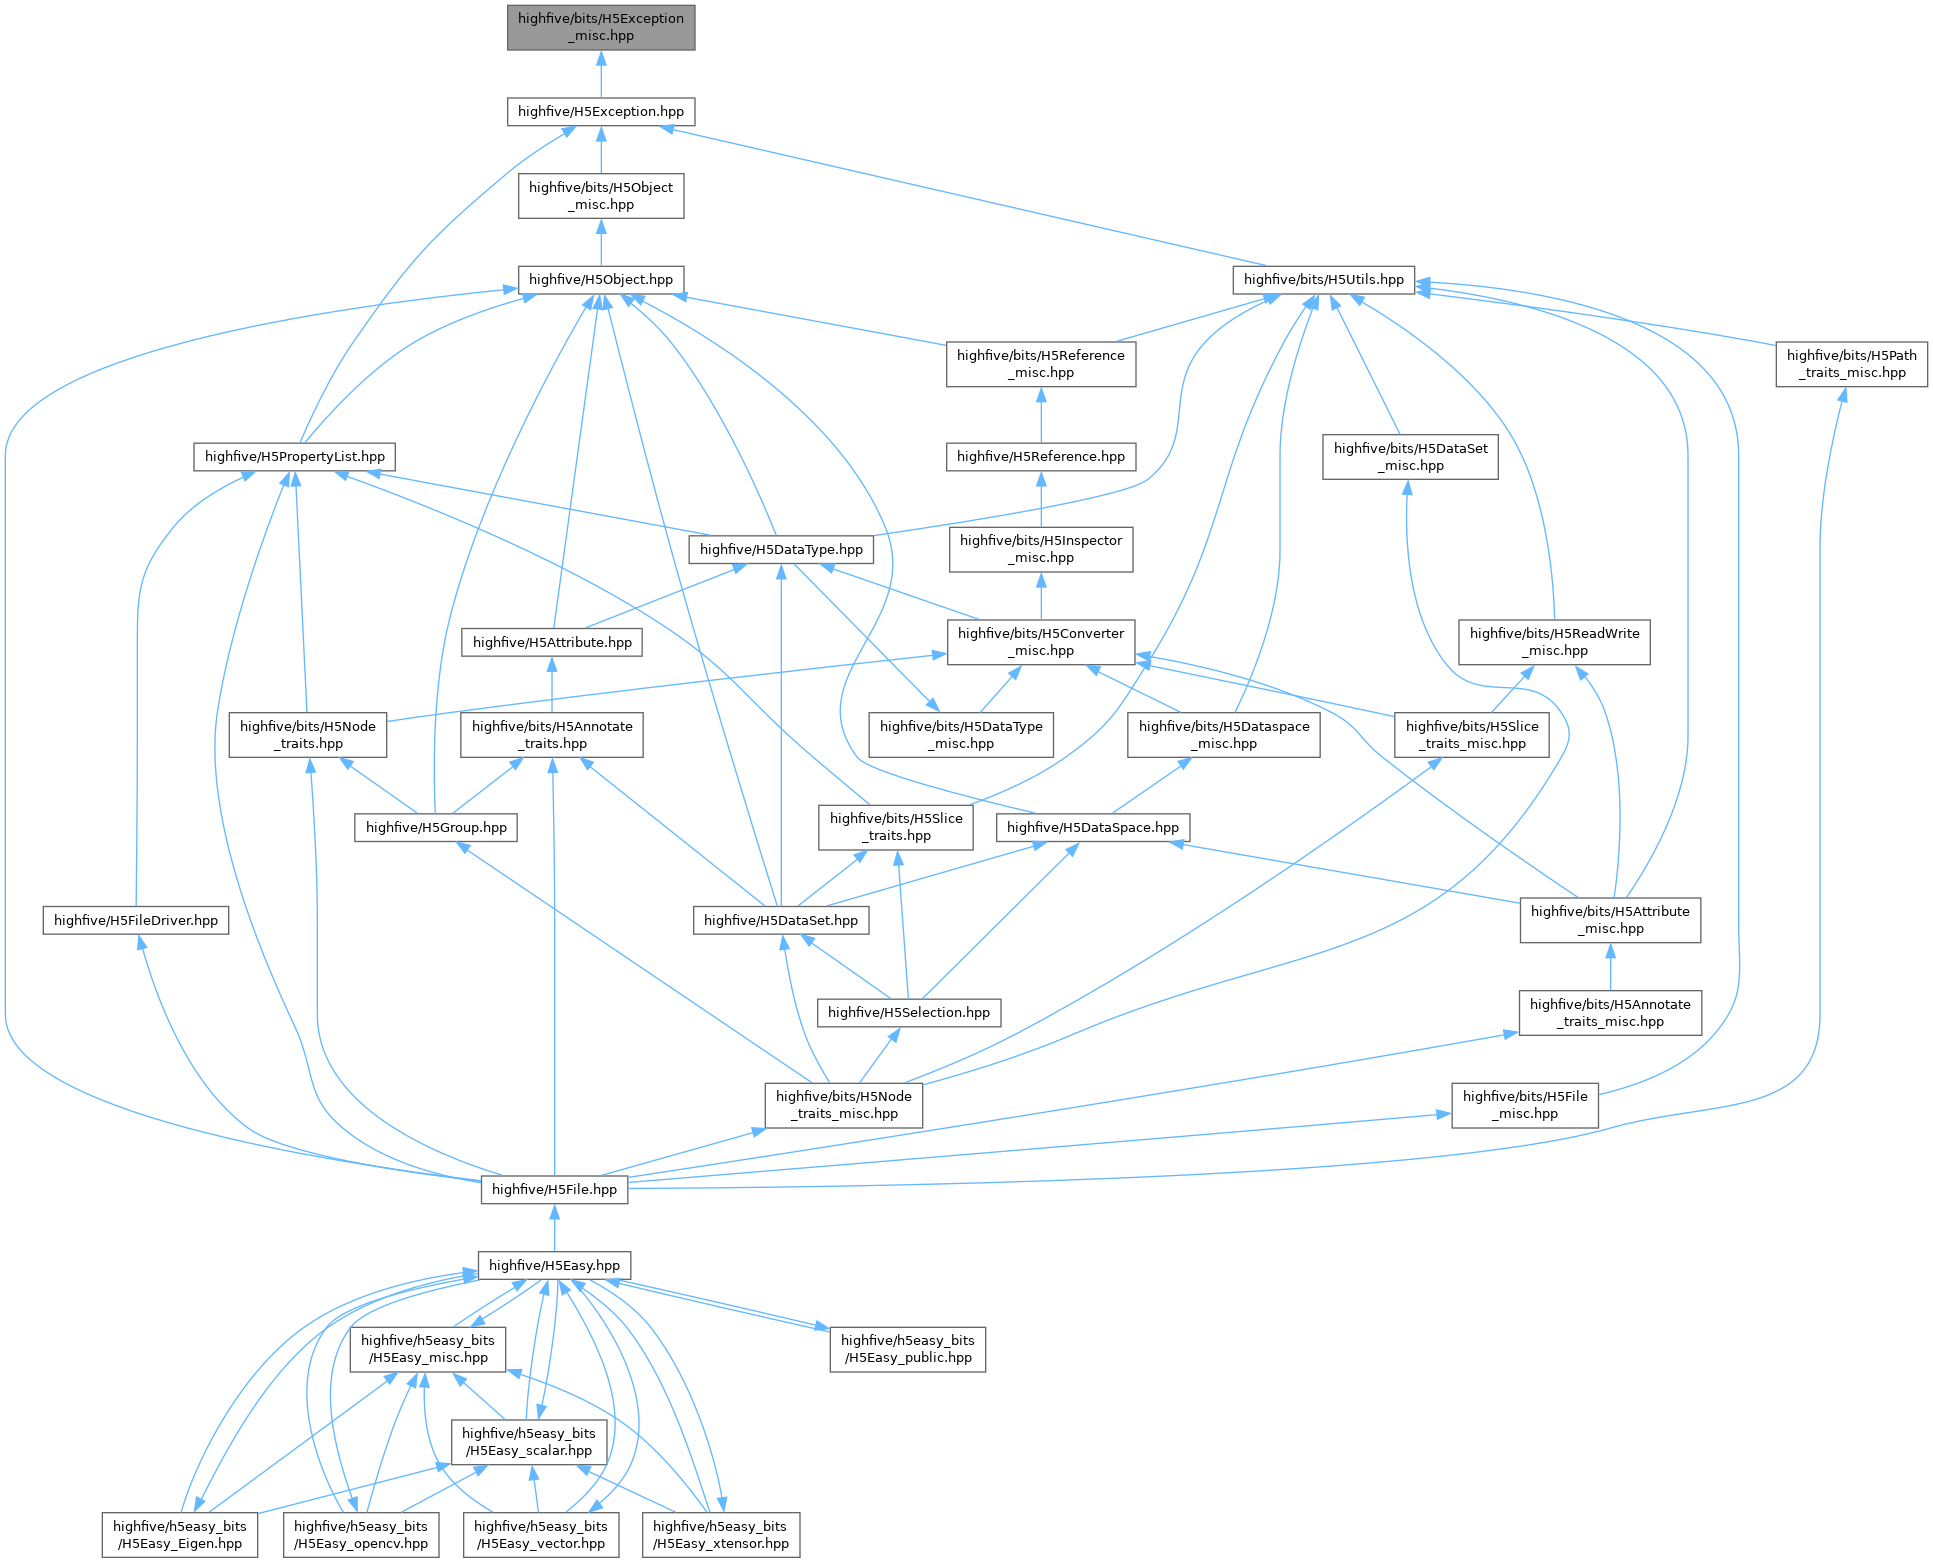 highfive/bits/H5Exception
_misc.hpp
highfive/H5Exception.hpp
highfive/bits/H5Object
_misc.hpp
highfive/H5Object.hpp
highfive/bits/H5Utils.hpp
highfive/bits/H5Reference
_misc.hpp
highfive/bits/H5Path
_traits_misc.hpp
highfive/H5PropertyList.hpp
highfive/H5Reference.hpp
highfive/bits/H5DataSet
_misc.hpp
highfive/H5DataType.hpp
highfive/bits/H5Inspector
_misc.hpp
highfive/H5Attribute.hpp
highfive/bits/H5Converter
_misc.hpp
highfive/bits/H5ReadWrite
_misc.hpp
highfive/bits/H5Node
_traits.hpp
highfive/bits/H5Annotate
_traits.hpp
highfive/bits/H5DataType
_misc.hpp
highfive/bits/H5Dataspace
_misc.hpp
highfive/bits/H5Slice
_traits_misc.hpp
highfive/H5Group.hpp
highfive/bits/H5Slice
_traits.hpp
highfive/H5DataSpace.hpp
highfive/H5FileDriver.hpp
highfive/H5DataSet.hpp
highfive/bits/H5Attribute
_misc.hpp
highfive/H5Selection.hpp
highfive/bits/H5Annotate
_traits_misc.hpp
highfive/bits/H5Node
_traits_misc.hpp
highfive/bits/H5File
_misc.hpp
highfive/H5File.hpp
highfive/H5Easy.hpp
highfive/h5easy_bits
/H5Easy_misc.hpp
highfive/h5easy_bits
/H5Easy_public.hpp
highfive/h5easy_bits
/H5Easy_scalar.hpp
highfive/h5easy_bits
/H5Easy_Eigen.hpp
highfive/h5easy_bits
/H5Easy_opencv.hpp
highfive/h5easy_bits
/H5Easy_vector.hpp
highfive/h5easy_bits
/H5Easy_xtensor.hpp